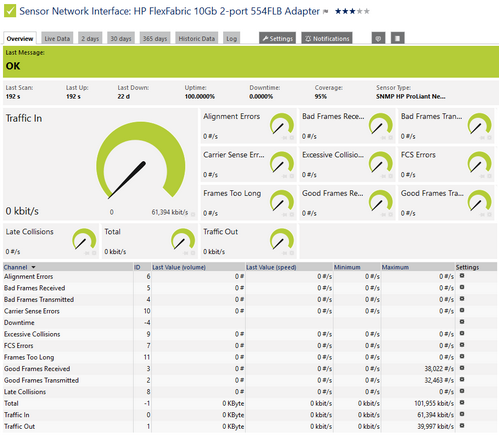 Sensor Network Interface: HP FlexFabric 10Gb 2-port 554FLB Adapter
Overview Live Data 2 days 30 days 365 days Historic Data Log Settings Notifications
Last Message:
OK
Last Scan: Last Up: Last Down: Uptime: Downtime: Coverage: Sensor Type:
192 s 192 s 22 d 100.0000% 0.0000% 95% SNMP HP ProLiant Ne...
Traffic In
0 kbit/s
0 61,394 kbit/s
Alignment Errors
0 #/s
Bad Frames Rece...
0 #/s
Bad Frames Tran...
0 #/s
Carrier Sense Err...
0 #/s
Excessive Collisio...
0 #/s
FCS Errors
0 #/s
Frames Too Long
0 #/s
Good Frames Re...
0 #/s
Good Frames Tra...
0 #/s
Late Collisions
0 #/s
Total
0 kbit/s
Traffic Out
0 kbit/s
Channel ID Last Value (volume) Last Value (speed) Minimum Maximum Settings
Alignment Errors 6 0 # 0 #/s 0 #/s 0 #/s
Bad Frames Received 5 0 # 0 #/s 0 #/s 0 #/s
Bad Frames Transmitted 4 0 # 0 #/s 0 #/s 0 #/s
Carrier Sense Errors 10 0 # 0 #/s 0 #/s 0 #/s
Downtime -4
Excessive Collisions 9 0 # 0 #/s 0 #/s 0 #/s
FCS Errors 7 0 # 0 #/s 0 #/s 0 #/s
Frames Too Long 11 0 # 0 #/s 0 #/s 0 #/s
Good Frames Received 3 0 # 0 #/s 0 #/s 38,022 #/s
Good Frames Transmitted 2 0 # 0 #/s 0 #/s 32,463 #/s
Late Collisions 8 0 # 0 #/s 0 #/s 0 #/s
Total -1 0 KByte 0 kbit/s 0 kbit/s 101,955 kbit/s
Traffic In 0 0 KByte 0 kbit/s 0 kbit/s 61,394 kbit/s
Traffic Out 1 0 KByte 0 kbit/s 0 kbit/s 39,997 kbit/s